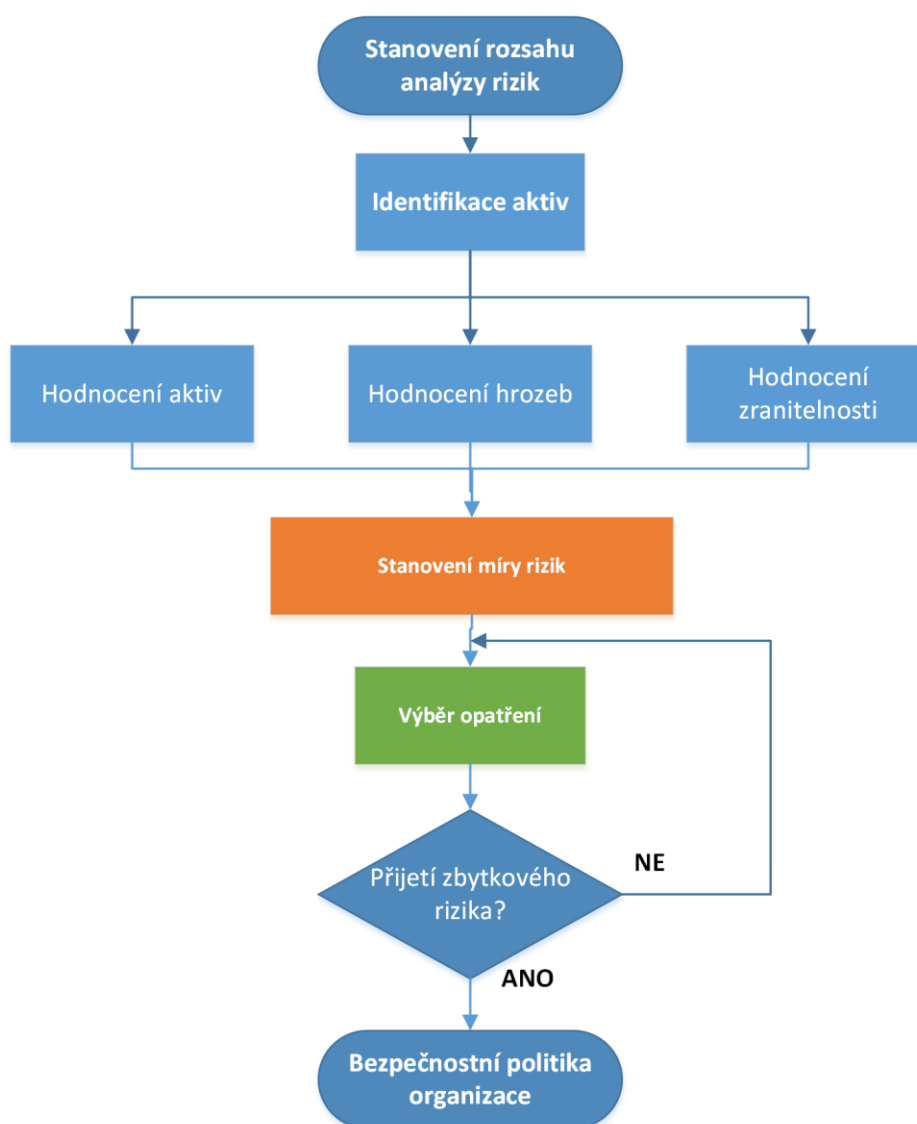 Stanovení rozsahu
analýzy rizik
Identifikace aktiv
Hodnocení aktiv
Hodnocení hrozeb
Hodnocení
zranitelnosti
Stanovení míry rizik
Výběr opatření
Přijetí zbytkového
rizika?
NE
ANO
Bezpečnostní politika
organizace